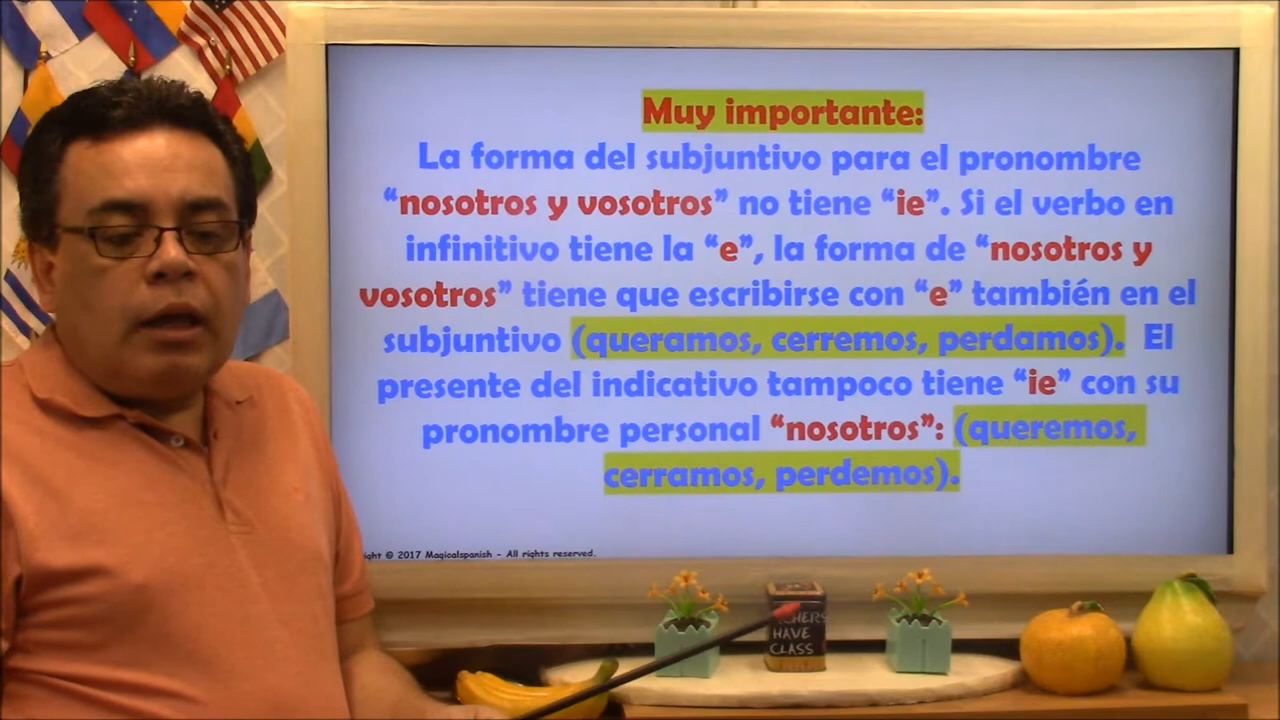 Muy importante:
La forma del subjuntivo para el pronombre
“nosotros y vosotros” no tiene “ie”. Si el verbo en
infinitivo tiene la “e”, la forma de “nosotros y
vosotros” tiene que escribirse con “e” también en el
subjuntivo (queramos, cerremos, perdamos). El
presente del indicativo tampoco tiene “ie” con su
pronombre personal “nosotros”: (queremos,
cerramos, perdemos).
© 2017 Magicalspanish - All rights reserved.
HAVE
CLASS